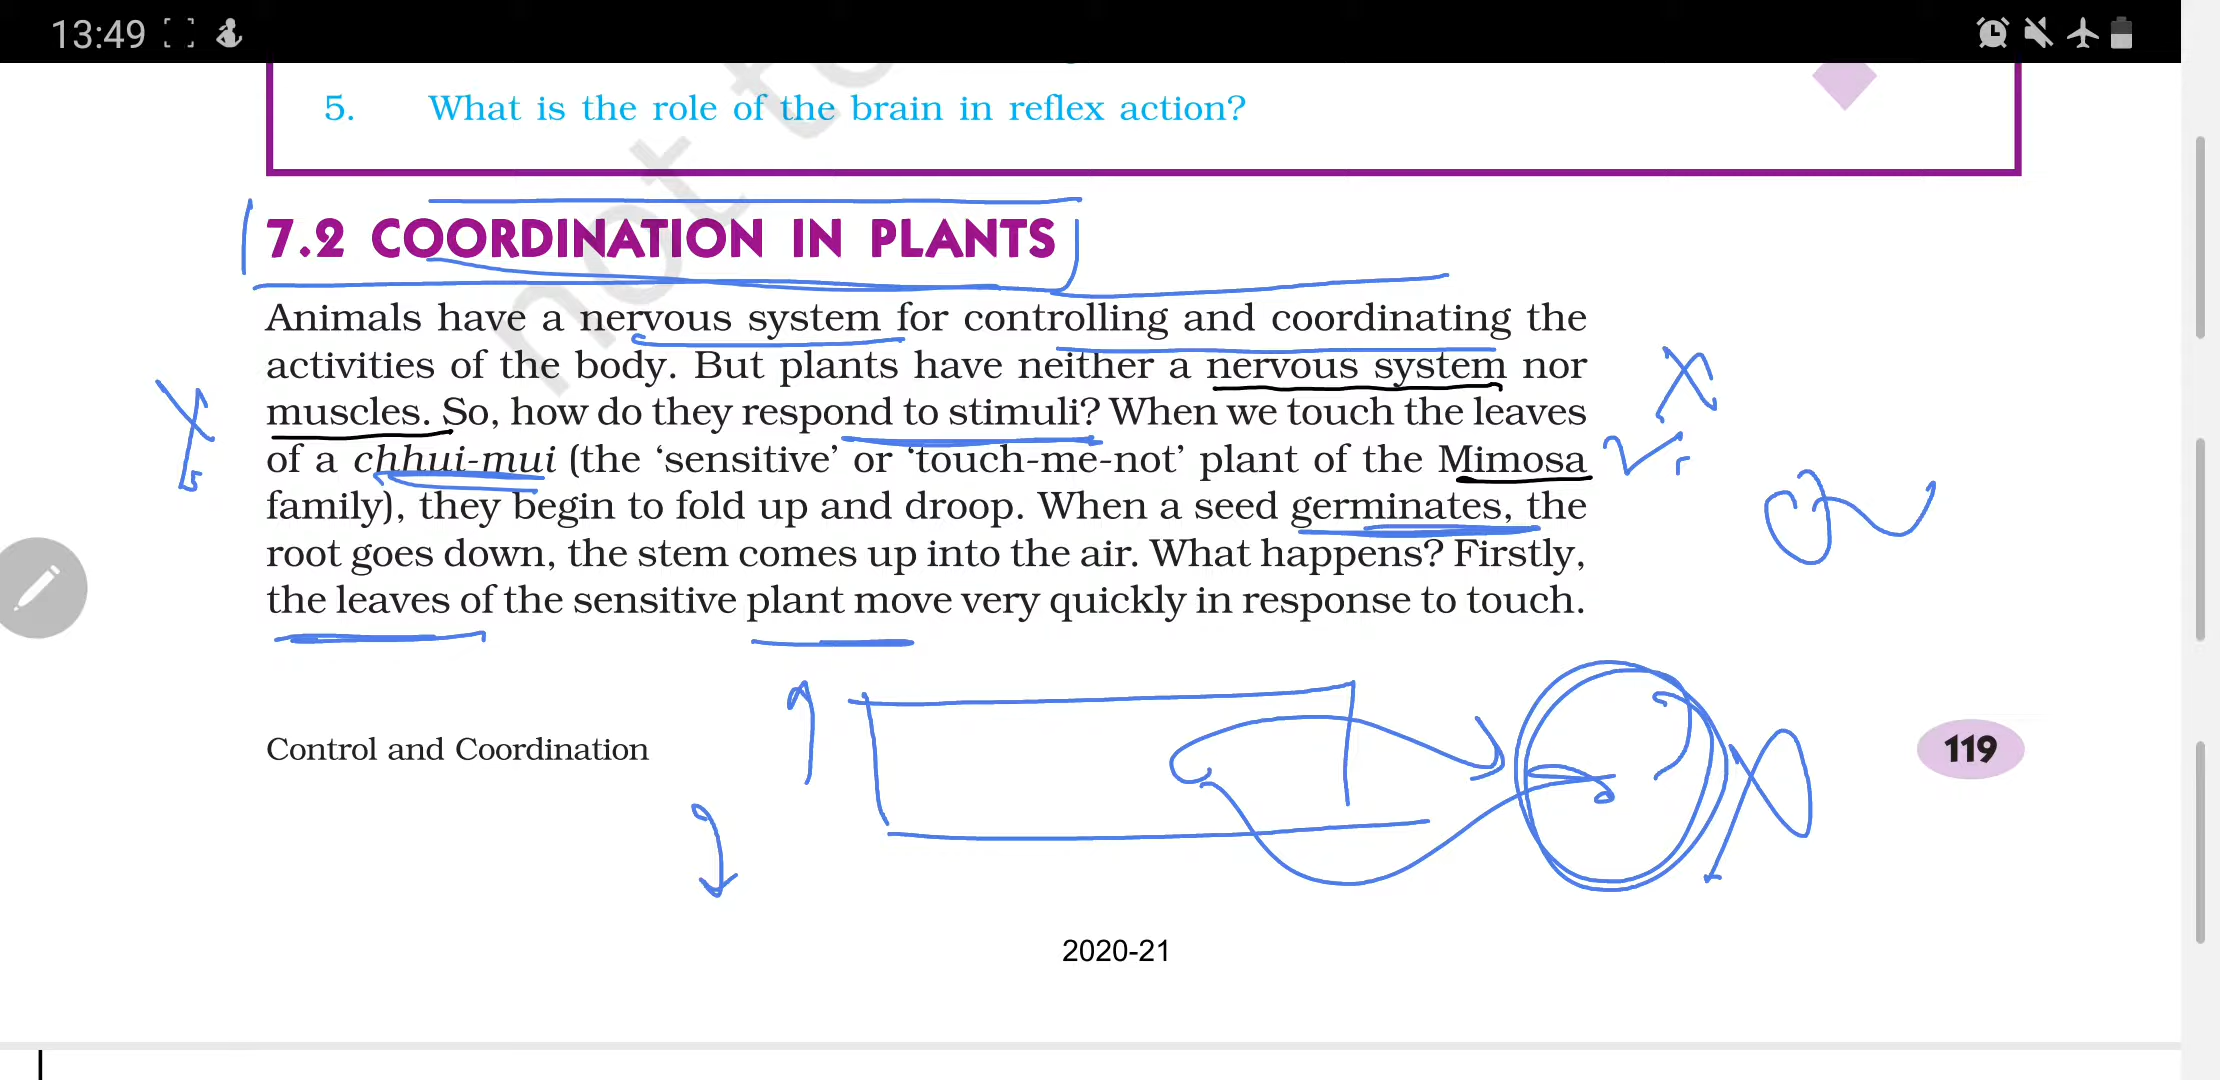 13:49
5. What is the role of the brain in reflex action?
7.2 COORDINATION IN PLANTS
Animals have a nervous system for controlling and coordinating the
activities of the body. But plants have neither a nervous system nor
muscles. So, how do they respond to stimuli? When we touch the leaves
of a chhui-mui (the ‘sensitive’ or ‘touch-me-not’ plant of the Mimosa
family), they begin to fold up and droop. When a seed germinates, the
root goes down, the stem comes up into the air. What happens? Firstly,
the leaves of the sensitive plant move very quickly in response to touch.
Control and Coordination
119
2020-21
not to